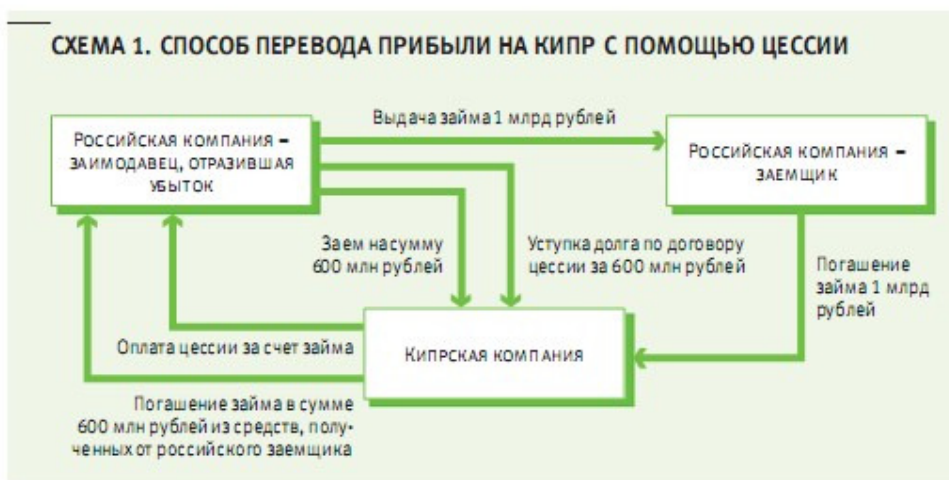 СХЕМА 1. СПОСОБ ПЕРЕВОДА ПРИБЫЛИ НА КИПР С ПОМОЩЬЮ ЦЕССИИ
Выдача займа 1 млрд рублей
РОССИЙСКАЯ КОМПАНИЯ –
ЗАИМОДАВЕЦ, ОТРАЗИВШАЯ
УБЫТОК
РОССИЙСКАЯ КОМПАНИЯ –
ЗАЕМЩИК
Заем на сумму
600 млн рублей
Уступка долга по договору
цессии за 600 млн рублей
Погашение
займа 1 млрд
рублей
Оплата цессии за счет займа
КИПРСКАЯ КОМПАНИЯ
Погашение займа в сумме
600 млн рублей из средств, полу-
ченных от российского заемщика